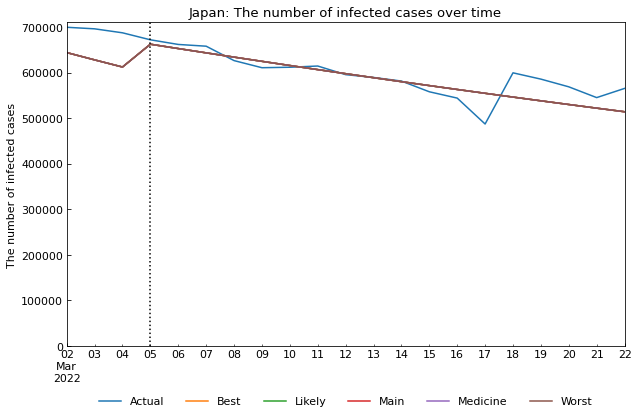 Japan: The number of infected cases over time
The number of infected cases
700000
600000
500000
400000
300000
200000
100000
0
02 03 04 05 06 07 08 09 10 11 12 13 14 15 16 17 18 19 20 21 22
Mar
2022
Actual Best Likely Main Medicine Worst